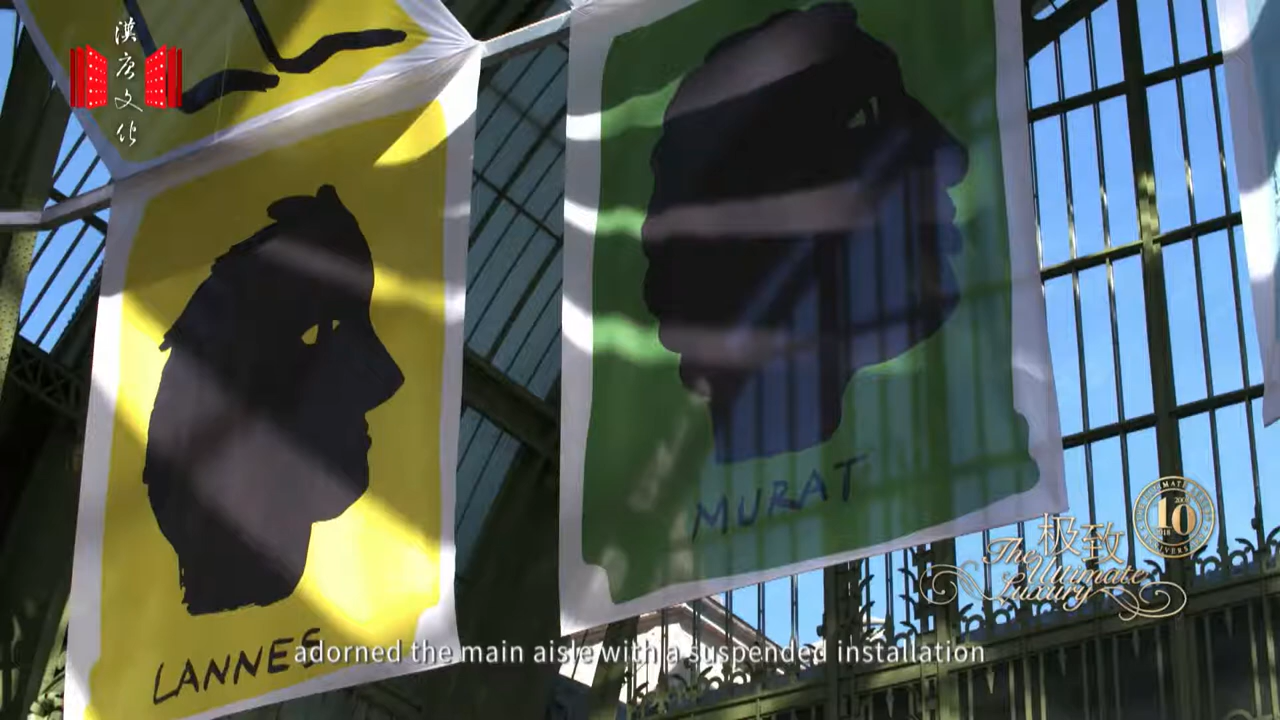 漢唐文化
LANNES
MURAT
极致
The Ultimate
Luxury
10
adorned the main aisle with a suspended installation